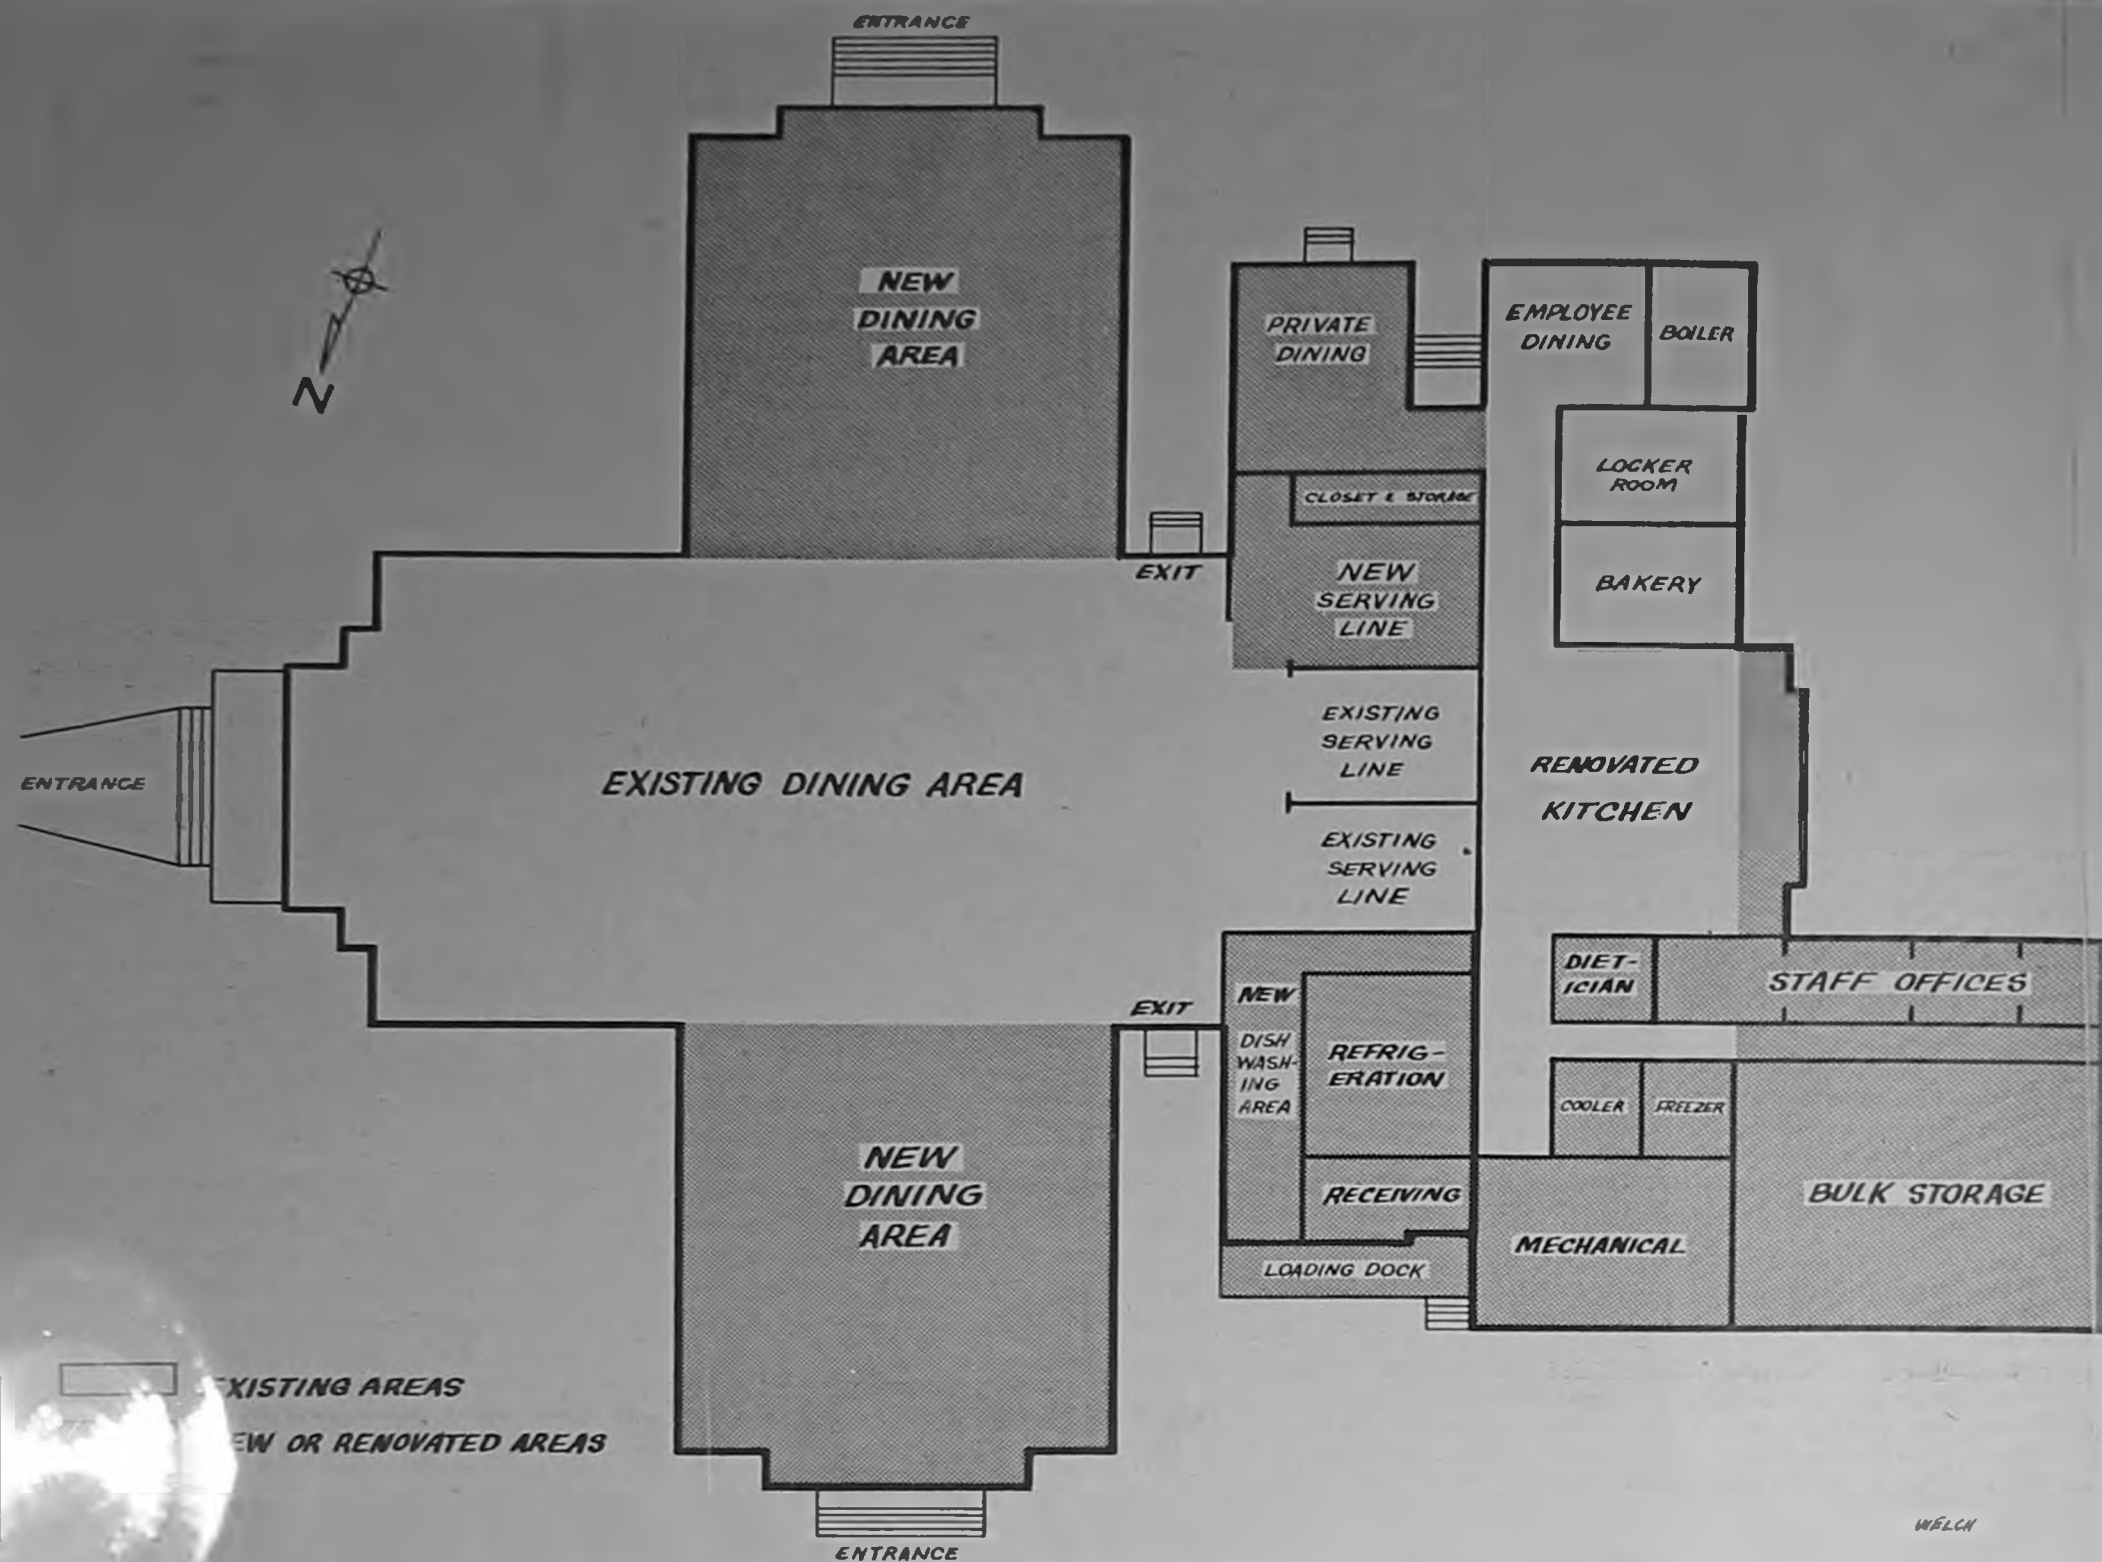 ENTRANCE
NEW
DINING
AREA
N
PRIVATE
DINING
EMPLOYEE
DINING
BOILER
LOCKER
ROOM
CLOSET & STORAGE
EXIT
NEW
SERVING
LINE
BAKERY
EXISTING
SERVING
LINE
ENTRANCE
EXISTING DINING AREA
RENOVATED
KITCHEN
EXISTING
SERVING
LINE
DIET-
ICIAN
STAFF OFFICES
EXIT
NEW
DISH
WASH-
ING
AREA
REFRIG-
ERATION
COOLER
FREEZER
NEW
DINING
AREA
RECEIVING
BULK STORAGE
MECHANICAL
LOADING DOCK
EXISTING AREAS
NEW OR RENOVATED AREAS
WELCH
ENTRANCE